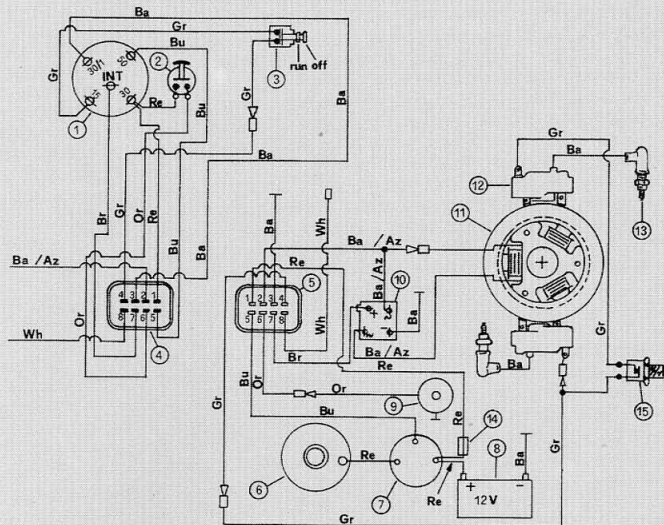 Ba
Gr
Bu
30/1
50
INT
15
30
1
2
Re
3
run off
Gr
Gr
Bu
Ba
Ba
Br
Gr
Or
Re
Bu
Ba
Ba /Az
Or
4 3 2 1
8 7 6 5
4
Wh
Ba
Wh
Ba /Az
Re
5
1 2 3 4
5 6 7 8
Wh
Br
Ba/Az
10
+
Ba
Ba/Az
Re
Gr
Bu
Or
Or
9
Bu
6
Re
7
Re
Re
14
8
+ -
12V
Ba
Gr
Gr
Ba
12
13
11
Gr
Ba
15
Gr